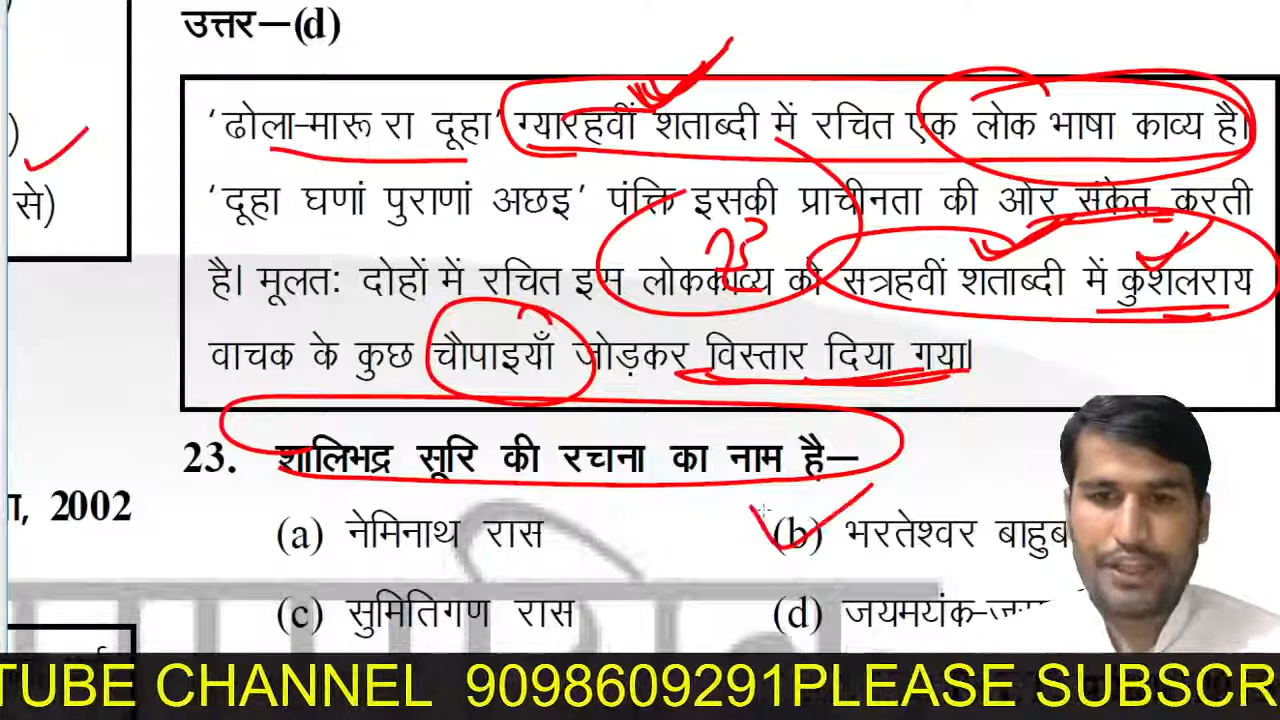 उत्तर–(d)
'ढोला-मारू रा दूहा' ग्यारहवीं शताब्दी में रचित एक लोक भाषा काव्य है।
'दूहा घणां पुराणां अछइ' पंक्ति इसकी प्राचीनता की ओर संकेत करती
है। मूलत: दोहों में रचित इस लोककाव्य को सत्रहवीं शताब्दी में कुशलराय
वाचक के कुछ चौपाइयाँ जोड़कर विस्तार दिया गया।
से)
23. शालिभद्र सूरि की रचना का नाम है–
, 2002
(a) नेमिनाथ रास
(b) भरतेश्वर
(c) सुमितिगण रास
(d) जयमयंक-
TUBE CHANNEL 9098609291PLEASE SUBSCR